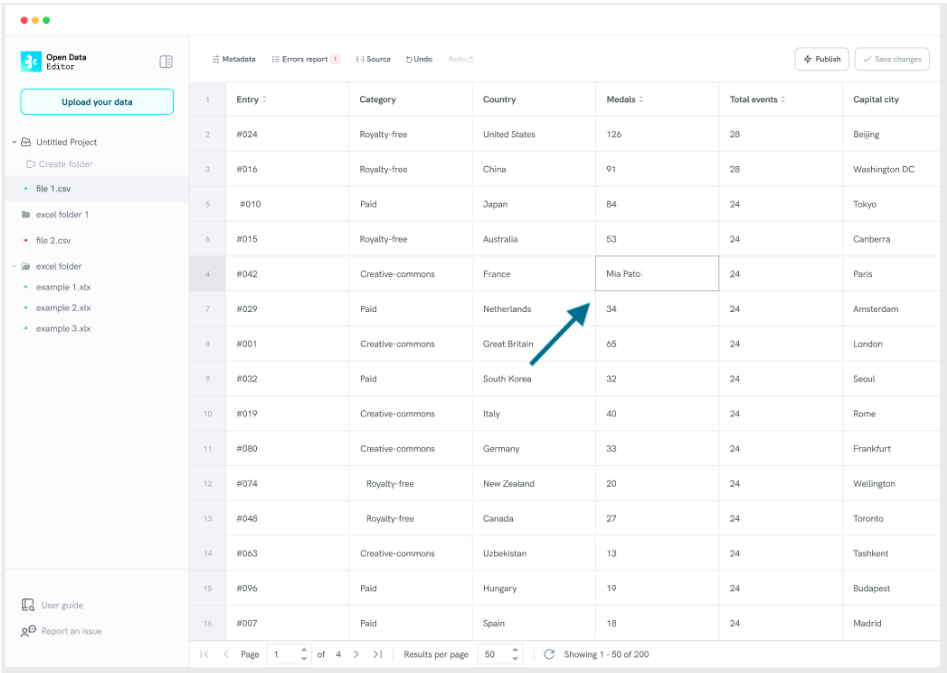 Open Data
Editor
Upload your data
Untitled Project
Create folder
file 1.csv
excel folder 1
file 2.csv
excel folder
example 1.xlx
example 2.xlx
example 3.xlx
User guide
Report an issue
Metadata Errors report 1 {··} Source Undo Redo Publish Save changes
1 Entry Category Country Medals Total events Capital city
2 #024 Royalty-free United States 126 28 Beijing
3 #016 Royalty-free China 91 28 Washington DC
5 #010 Paid Japan 84 24 Tokyo
6 #015 Royalty-free Australia 53 24 Canberra
4 #042 Creative-commons France Mia Pato 24 Paris
7 #029 Paid Netherlands 34 24 Amsterdam
8 #001 Creative-commons Great Britain 65 24 London
9 #032 Paid South Korea 32 24 Seoul
10 #019 Creative-commons Italy 40 24 Rome
11 #080 Creative-commons Germany 33 24 Frankfurt
12 #074 Royalty-free New Zealand 20 24 Wellington
13 #048 Royalty-free Canada 27 24 Toronto
14 #063 Creative-commons Uzbekistan 13 24 Tashkent
15 #096 Paid Hungary 19 24 Budapest
16 #007 Paid Spain 18 24 Madrid
Page 1 of 4 Results per page 50 Showing 1 - 50 of 200